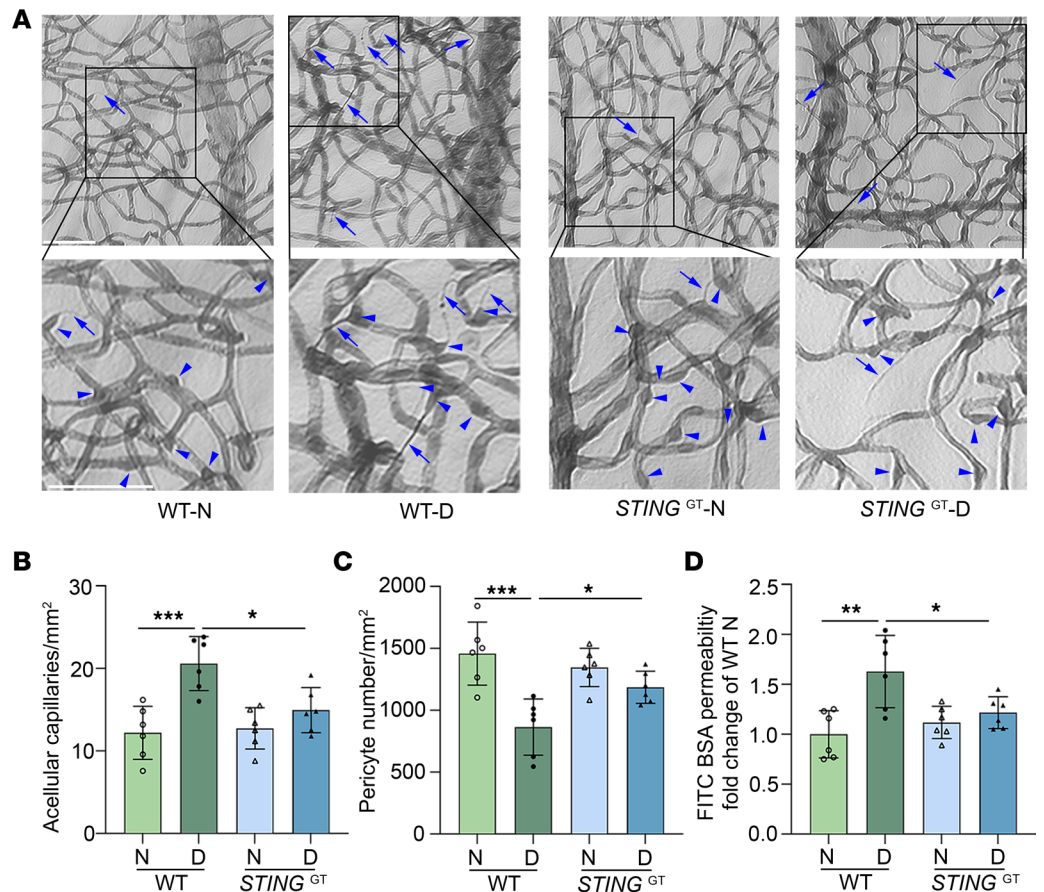 A
WT-N
WT-D
STING GT-N
STING GT-D
B
Acellular capillaries/mm²
30
20
10
0
***
*
N
D
N
D
WT
STING GT
C
Pericyte number/mm²
2000
1500
1000
500
0
***
*
N
D
N
D
WT
STING GT
D
FITC BSA permeabiltiy
fold change of WT N
2.5
2.0
1.5
1.0
0.5
0.0
**
*
N
D
N
D
WT
STING GT